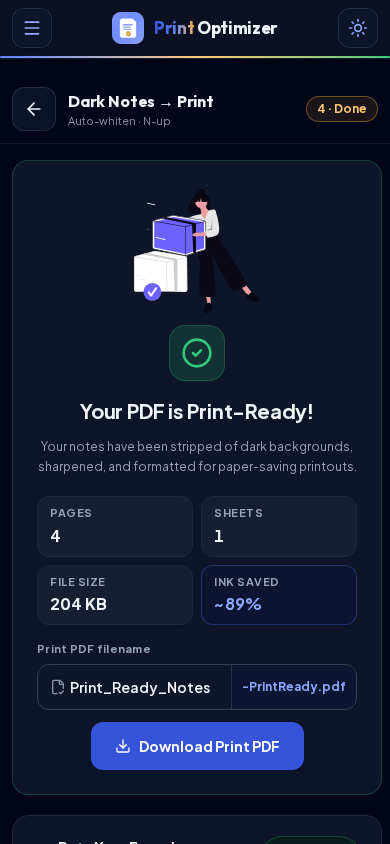 Print Optimizer
Dark Notes → Print
Auto-whiten · N-up
4 · Done
Your PDF is Print-Ready!
Your notes have been stripped of dark backgrounds,
sharpened, and formatted for paper-saving printouts.
PAGES
4
SHEETS
1
FILE SIZE
204 KB
INK SAVED
~89%
Print PDF filename
Print_Ready_Notes
-PrintReady.pdf
Download Print PDF